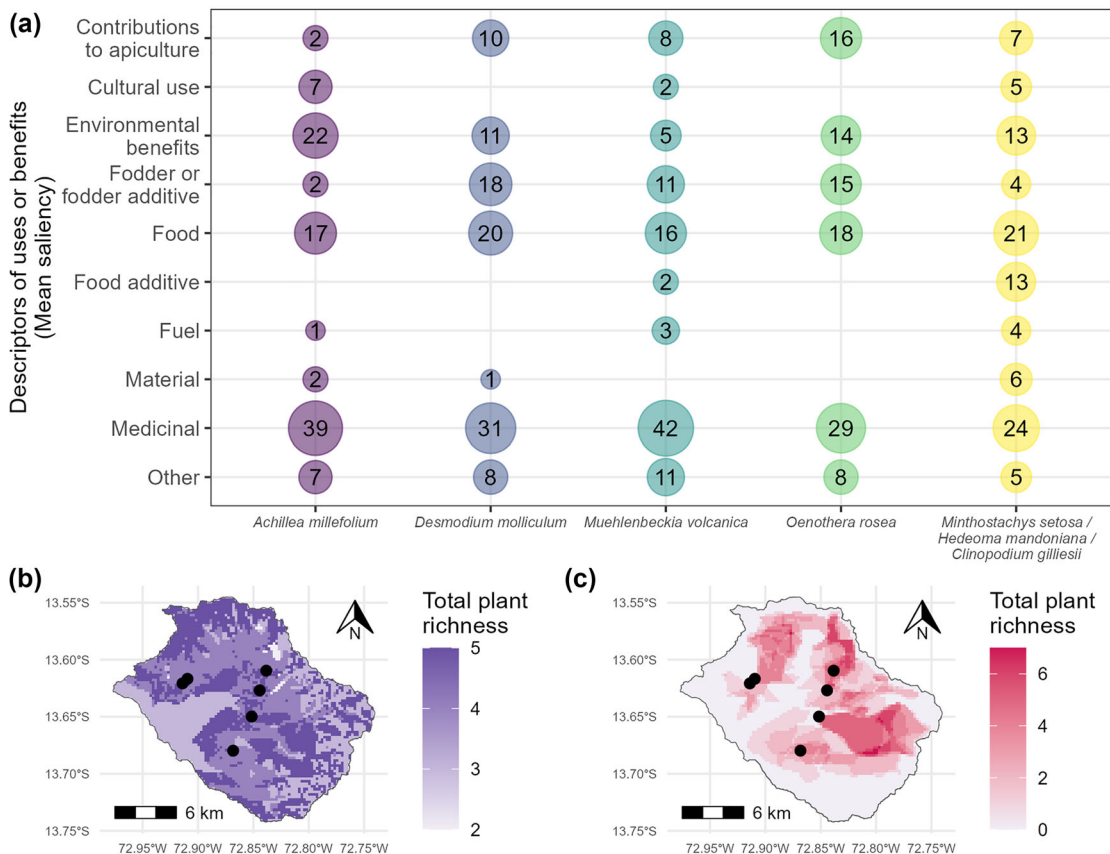 (a)
Descriptors of uses or benefits
(Mean saliency)
Contributions
to apiculture
2 10 8 16 7
Cultural use
7 2 5
Environmental
benefits
22 11 5 14 13
Fodder or
fodder additive
2 18 11 15 4
Food
17 20 16 18 21
Food additive
2 13
Fuel
1 3 4
Material
2 1 6
Medicinal
39 31 42 29 24
Other
7 8 11 8 5
Achillea millefolium
Desmodium molliculum
Muehlenbeckia volcanica
Oenothera rosea
Minthostachys setosa /
Hedeoma mandoniana /
Clinopodium gilliesii
(b)
13.55°S
13.60°S
13.65°S
13.70°S
13.75°S
N
6 km
72.95°W 72.90°W 72.85°W 72.80°W 72.75°W
Total plant
richness
5
4
3
2
(c)
13.55°S
13.60°S
13.65°S
13.70°S
13.75°S
N
6 km
72.95°W 72.90°W 72.85°W 72.80°W 72.75°W
Total plant
richness
6
4
2
0